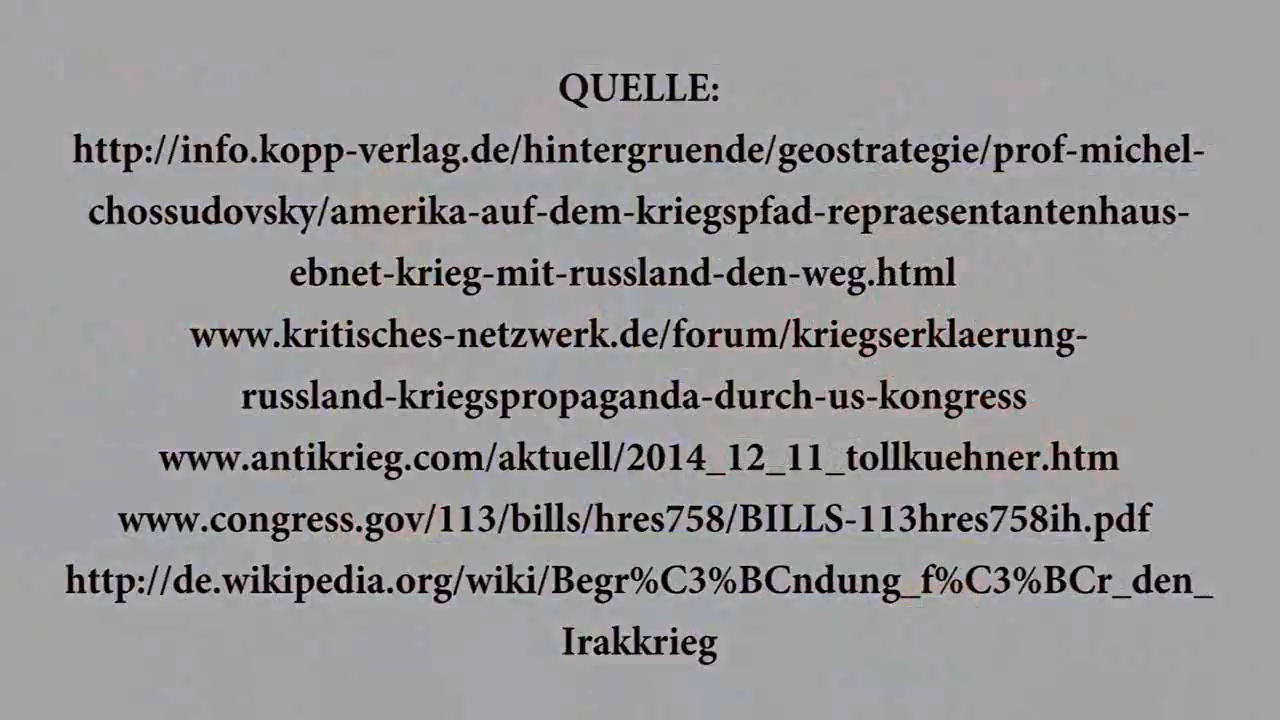 QUELLE:
http://info.kopp-verlag.de/hintergruende/geostrategie/prof-michel-
chossudovsky/amerika-auf-dem-kriegspfad-repraesentantenhaus-
ebnet-krieg-mit-russland-den-weg.html
www.kritisches-netzwerk.de/forum/kriegserklaerung-
russland-kriegspropaganda-durch-us-kongress
www.antikrieg.com/aktuell/2014_12_11_tollkuehner.htm
www.congress.gov/113/bills/hres758/BILLS-113hres758ih.pdf
http://de.wikipedia.org/wiki/Begr%C3%BCndung_f%C3%BCr_den_
Irakkrieg